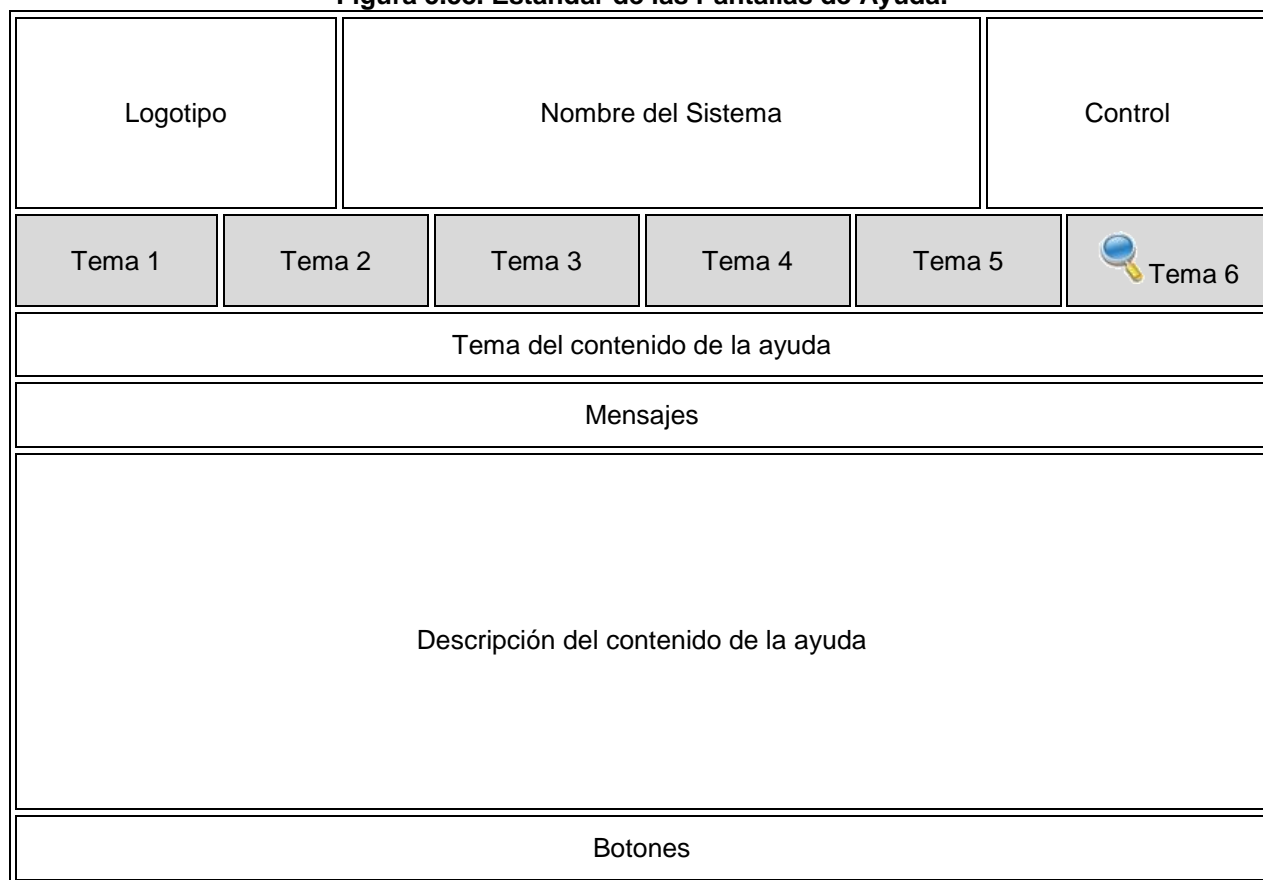 Estándar de las Pantallas de Ayuda.
Logotipo
Nombre del Sistema
Control
Tema 1
Tema 2
Tema 3
Tema 4
Tema 5
Tema 6
Tema del contenido de la ayuda
Mensajes
Descripción del contenido de la ayuda
Botones